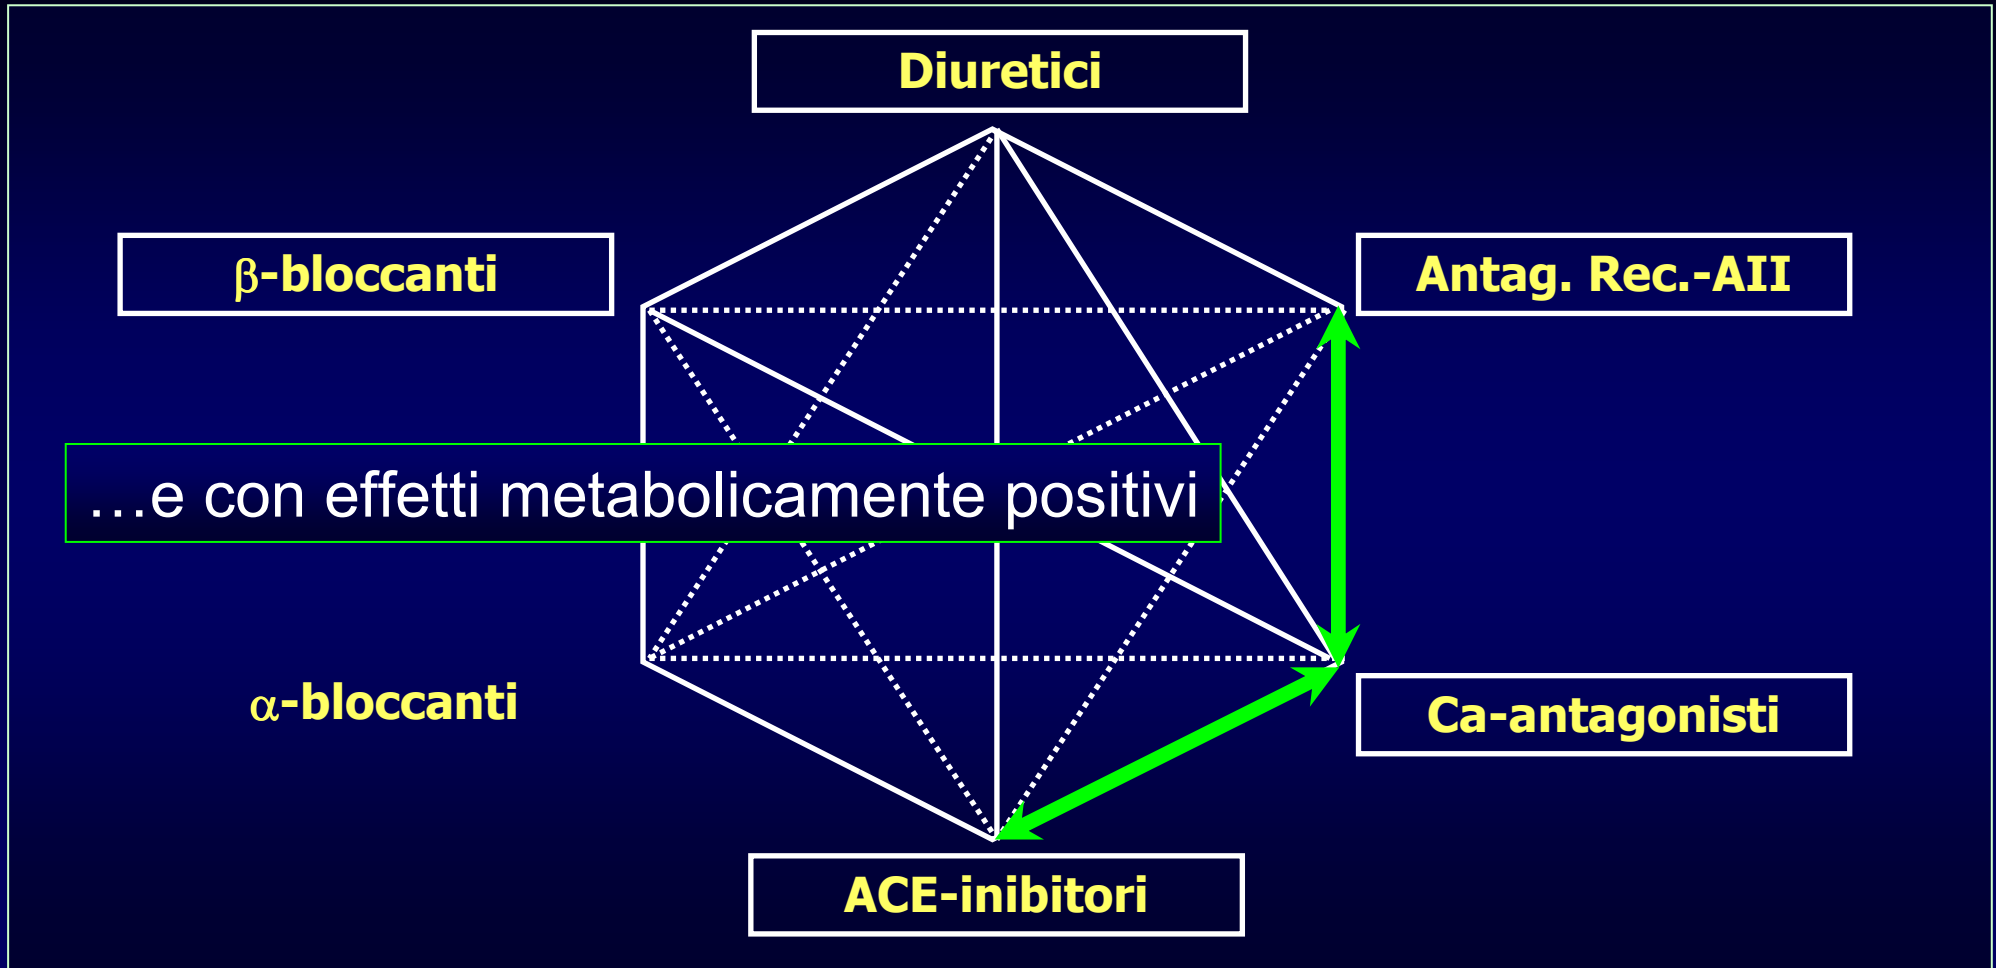 Diuretici
β-bloccanti
Antag. Rec.-AII
…e con effetti metabolicamente positivi
α-bloccanti
Ca-antagonisti
ACE-inibitori